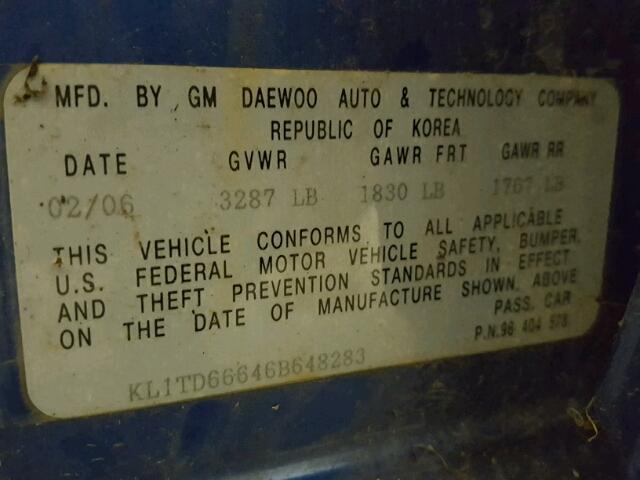 MFD. BY GM DAEWOO AUTO & TECHNOLOGY COMPANY
REPUBLIC OF KOREA
DATE GVWR GAWR FRT GAWR RR
02/06 3287 LB 1830 LB 1767 LB
THIS VEHICLE CONFORMS TO ALL APPLICABLE
U.S. FEDERAL MOTOR VEHICLE SAFETY, BUMPER,
AND THEFT PREVENTION STANDARDS IN EFFECT
ON THE DATE OF MANUFACTURE SHOWN. ABOVE
PASS. CAR
P.N.96 404 578
KL1TD66646B648283